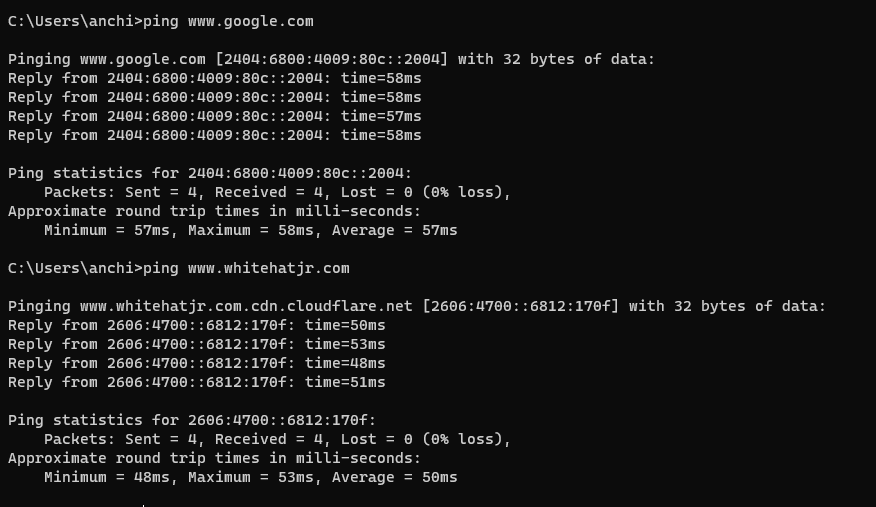 C:\Users\anchi>ping www.google.com
Pinging www.google.com [2404:6800:4009:80c::2004] with 32 bytes of data:
Reply from 2404:6800:4009:80c::2004: time=58ms
Reply from 2404:6800:4009:80c::2004: time=58ms
Reply from 2404:6800:4009:80c::2004: time=57ms
Reply from 2404:6800:4009:80c::2004: time=58ms
Ping statistics for 2404:6800:4009:80c::2004:
    Packets: Sent = 4, Received = 4, Lost = 0 (0% loss),
Approximate round trip times in milli-seconds:
    Minimum = 57ms, Maximum = 58ms, Average = 57ms
C:\Users\anchi>ping www.whitehatjr.com
Pinging www.whitehatjr.com.cdn.cloudflare.net [2606:4700::6812:170f] with 32 bytes of data:
Reply from 2606:4700::6812:170f: time=50ms
Reply from 2606:4700::6812:170f: time=53ms
Reply from 2606:4700::6812:170f: time=48ms
Reply from 2606:4700::6812:170f: time=51ms
Ping statistics for 2606:4700::6812:170f:
    Packets: Sent = 4, Received = 4, Lost = 0 (0% loss),
Approximate round trip times in milli-seconds:
    Minimum = 48ms, Maximum = 53ms, Average = 50ms